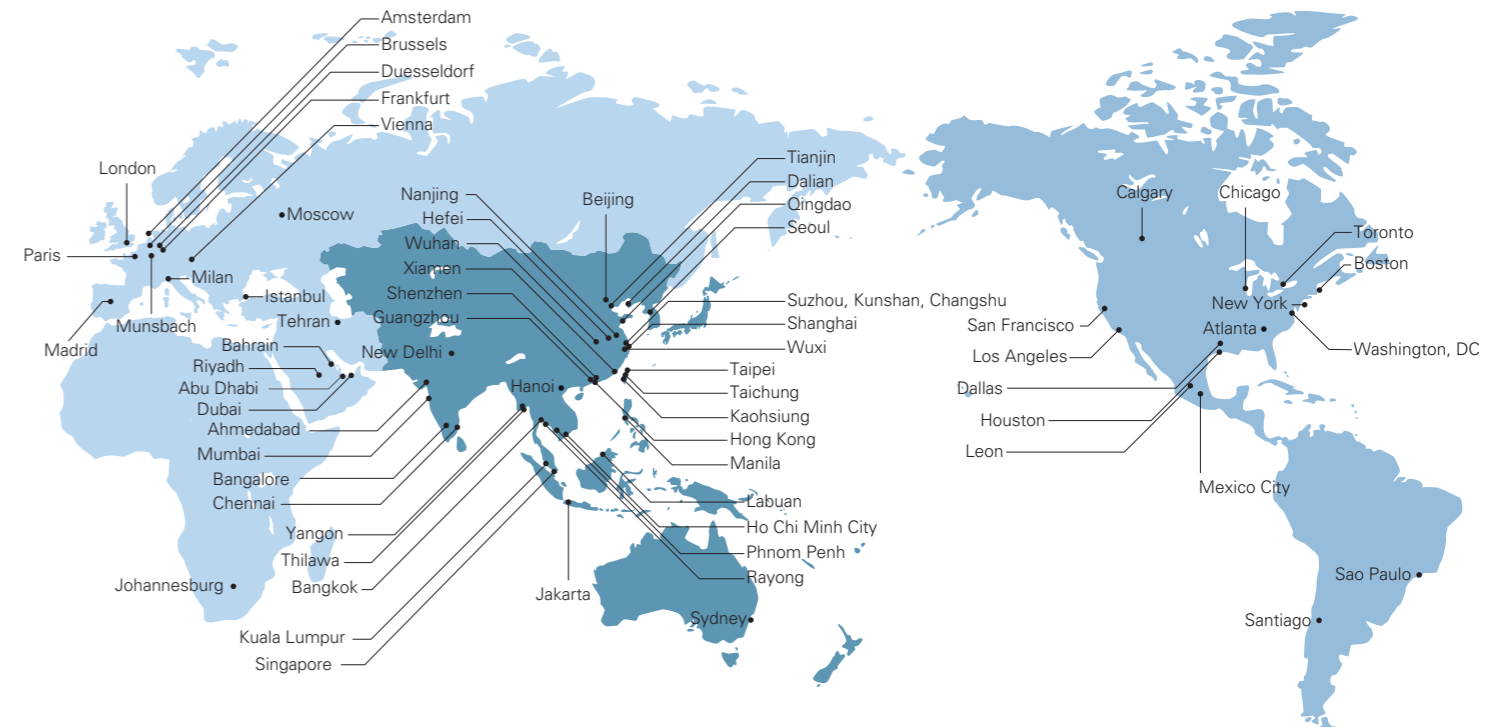 Amsterdam
Brussels
Duesseldorf
Frankfurt
Vienna
London
Moscow
Paris
Milan
Istanbul
Munsbach
Madrid
Tehran
Bahrain
Riyadh
Abu Dhabi
Dubai
Ahmedabad
Mumbai
Bangalore
Chennai
Yangon
Thilawa
Bangkok
Johannesburg
Kuala Lumpur
Singapore
Nanjing
Hefei
Wuhan
Xiamen
Shenzhen
Guangzhou
New Delhi
Hanoi
Beijing
Tianjin
Dalian
Qingdao
Seoul
Suzhou, Kunshan, Changshu
Shanghai
Wuxi
Taipei
Taichung
Kaohsiung
Hong Kong
Manila
Labuan
Ho Chi Minh City
Phnom Penh
Rayong
Jakarta
Sydney
Calgary
Chicago
Toronto
Boston
New York
San Francisco
Atlanta
Los Angeles
Washington, DC
Dallas
Houston
Leon
Mexico City
Sao Paulo
Santiago